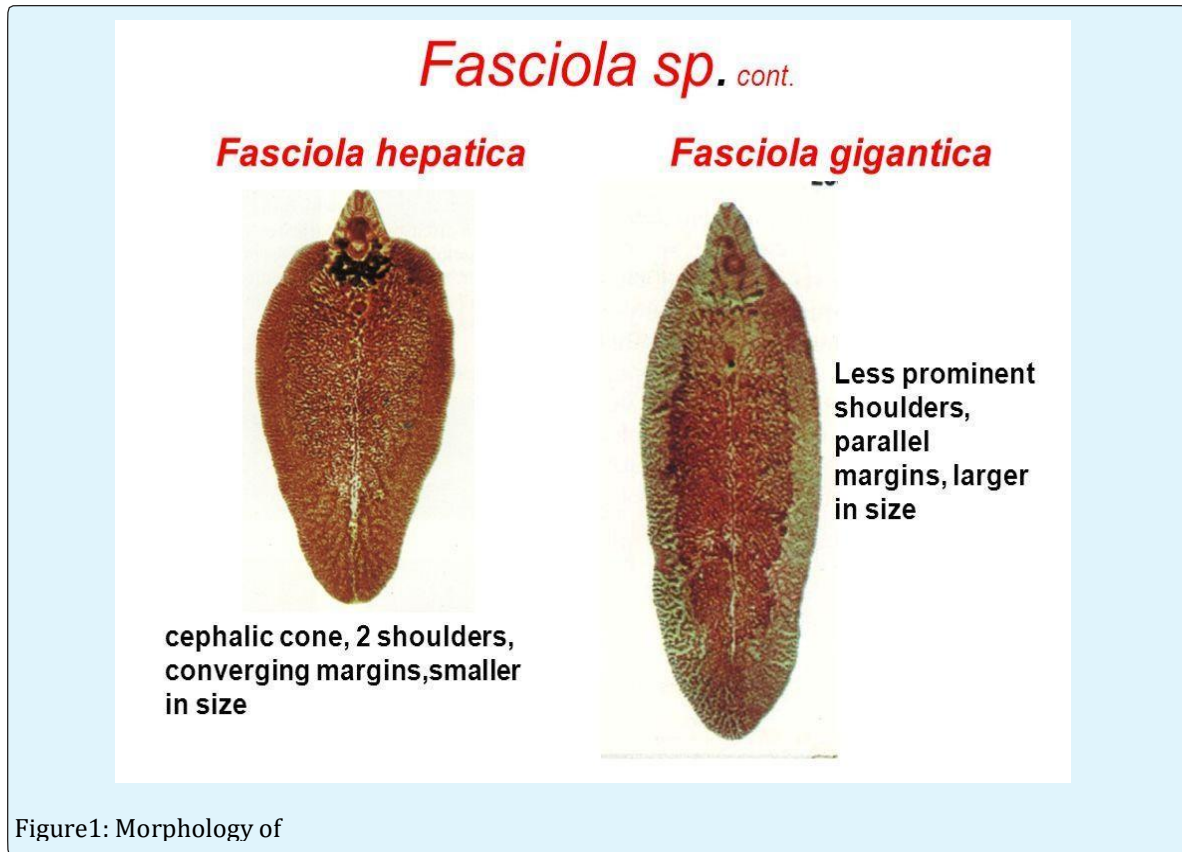 Fasciola sp. cont.
Fasciola hepatica
Fasciola gigantica
Less prominent
shoulders,
parallel
margins, larger
in size
cephalic cone, 2 shoulders,
converging margins,smaller
in size
Figure1: Morphology of